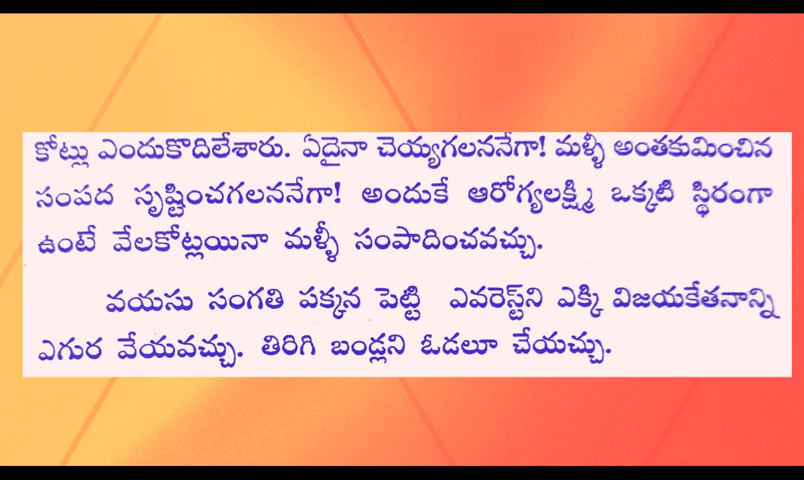 కోట్లు ఎందుకొదిలేశారు. ఏదైనా చెయ్యగలననేగా! మళ్ళీ అంతకుమించిన
సంపద సృష్టించగలననేగా! అందుకే ఆరోగ్యలక్ష్మి ఒక్కటి స్థిరంగా
ఉంటే వేలకోట్లయినా మళ్ళీ సంపాదించవచ్చు.
వయసు సంగతి పక్కన పెట్టి ఎవరెస్ట్‌ని ఎక్కి విజయకేతనాన్ని
ఎగుర వేయవచ్చు. తిరిగి బండ్లని ఓడలూ చేయచ్చు.